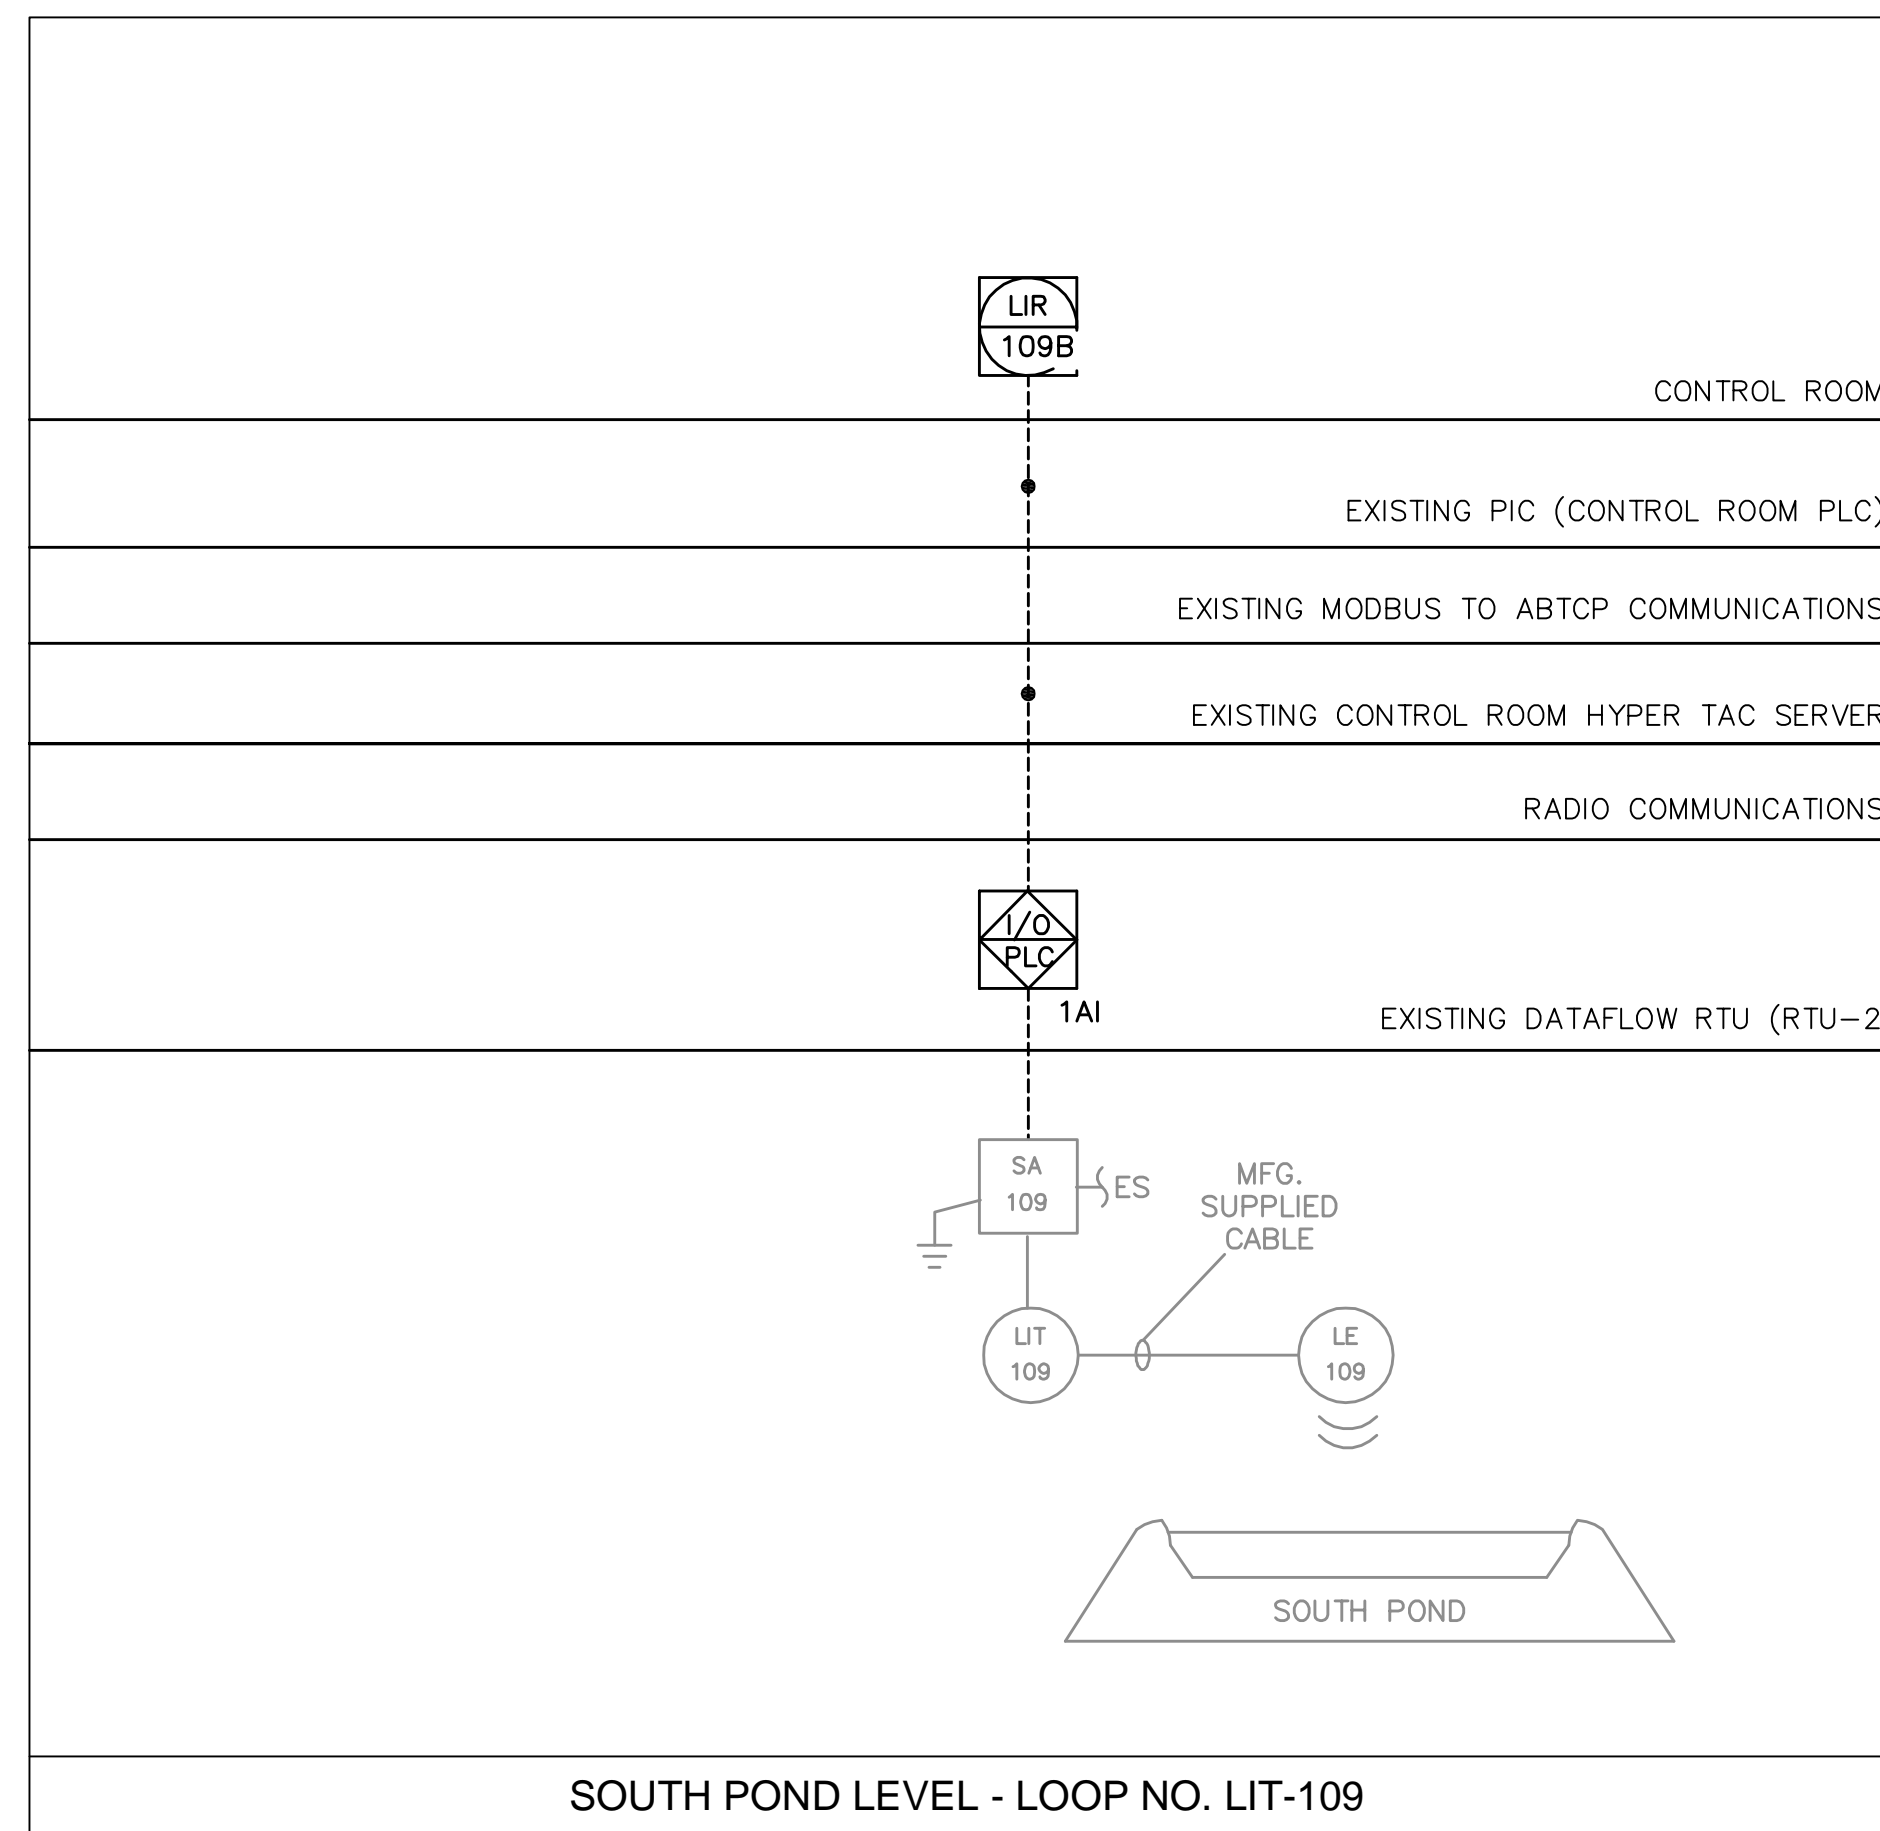 LIR
109B
CONTROL ROOM
EXISTING PIC (CONTROL ROOM PLC)
EXISTING MODBUS TO ABTCP COMMUNICATIONS
EXISTING CONTROL ROOM HYPER TAC SERVER
RADIO COMMUNICATIONS
I/O
PLC
1AI
EXISTING DATAFLOW RTU (RTU-2
SA
109
ES
MFG.
SUPPLIED
CABLE
LIT
109
LE
109
SOUTH POND
SOUTH POND LEVEL - LOOP NO. LIT-109